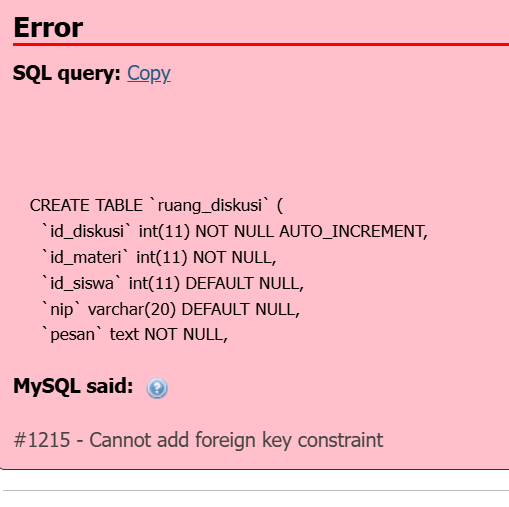 Error
SQL query: Copy
CREATE TABLE `ruang_diskusi` (
`id_diskusi` int(11) NOT NULL AUTO_INCREMENT,
`id_materi` int(11) NOT NULL,
`id_siswa` int(11) DEFAULT NULL,
`nip` varchar(20) DEFAULT NULL,
`pesan` text NOT NULL,
MySQL said: ?
#1215 - Cannot add foreign key constraint